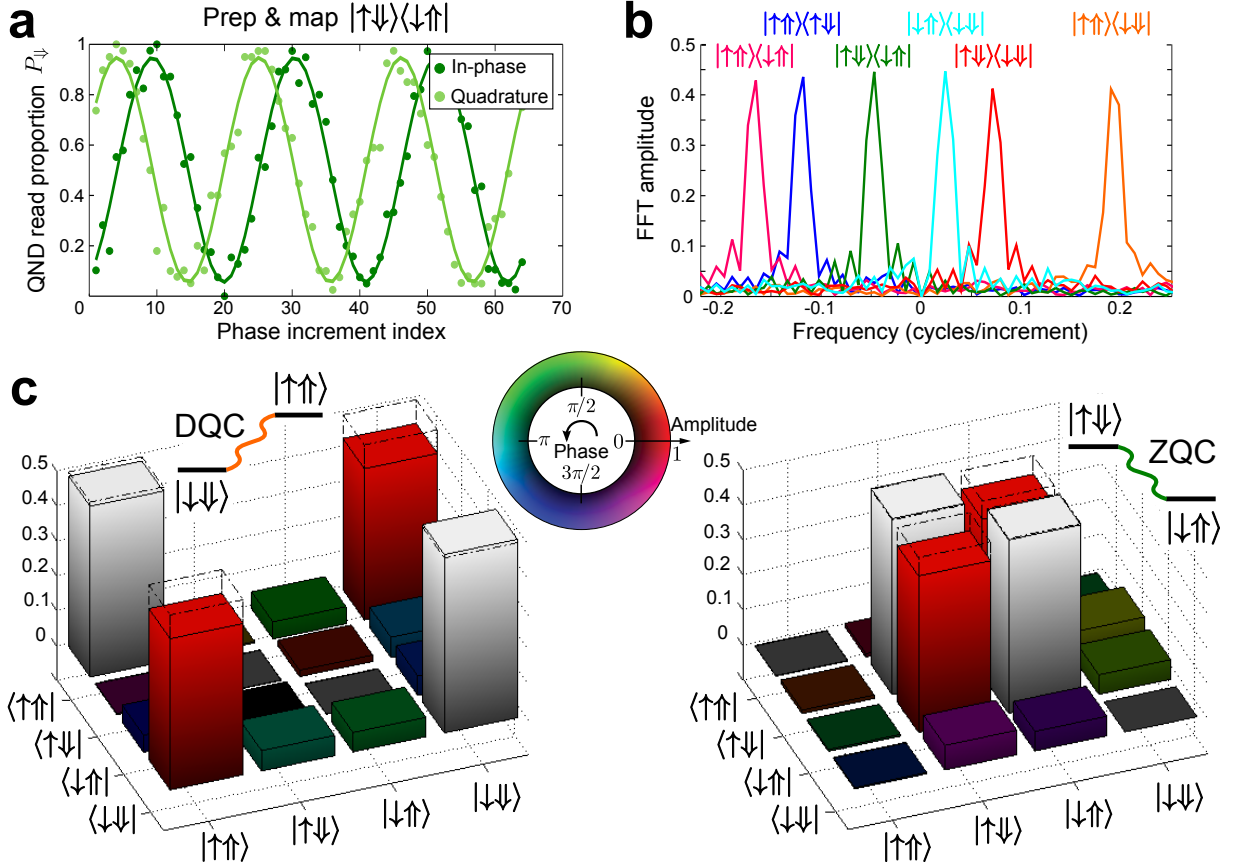 a
Prep & map |↑⇓⟩⟨↓⇑|
QND read proportion P⇓
1
0.8
0.6
0.4
0.2
0 10 20 30 40 50 60 70
Phase increment index
In-phase
Quadrature
b
|↑⇑⟩⟨↑⇓| |↓⇑⟩⟨↓⇓| |↑⇑⟩⟨↓⇓|
|↑⇑⟩⟨↓⇑| |↑⇓⟩⟨↓⇑| |↑⇓⟩⟨↓⇓|
FFT amplitude
0.5
0.4
0.3
0.2
0.1
0
-0.2 -0.1 0 0.1 0.2
Frequency (cycles/increment)
c
DQC
|↑⇑⟩
|↓⇓⟩
0.5
0.4
0.3
0.2
0.1
0
⟨↑⇑|
⟨↑⇓|
⟨↓⇑|
⟨↓⇓|
|↑⇑⟩
|↑⇓⟩
|↓⇑⟩
|↓⇓⟩
π/2
π
Phase
0
3π/2
Amplitude
1
|↑⇓⟩
ZQC
|↓⇑⟩
0.5
0.4
0.3
0.2
0.1
0
⟨↑⇑|
⟨↑⇓|
⟨↓⇑|
⟨↓⇓|
|↑⇑⟩
|↑⇓⟩
|↓⇑⟩
|↓⇓⟩